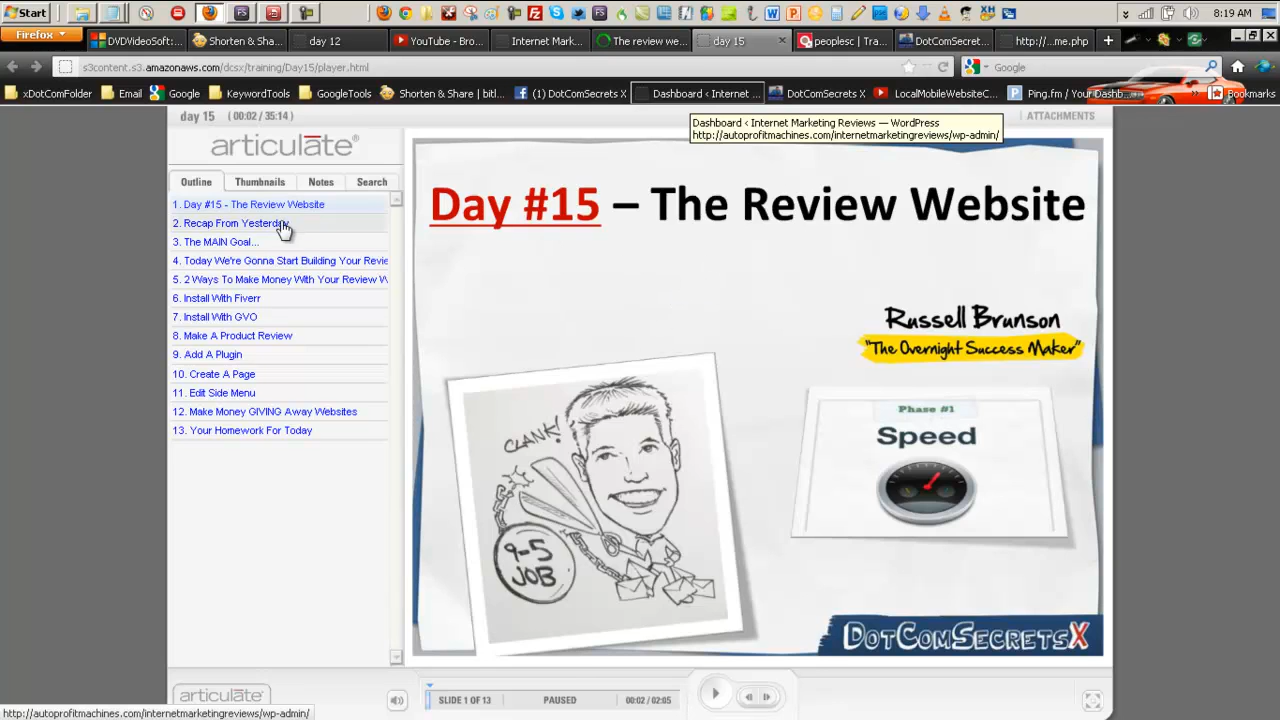 Start
8:19 AM
Firefox
DVDVideoSoft:...
Shorten & Sha...
day 12
YouTube - Bro...
Internet Mark...
The review we...
day 15
peoplesc | Tra...
DotComSecret...
http://...me.php
s3content.s3.amazonaws.com/dcsx/training/Day15/player.html
Google
xDotComFolder
Email
Google
KeywordTools
GoogleTools
Shorten & Share | bitl...
(1) DotComSecrets X
Dashboard ‹ Internet ...
DotComSecrets X
LocalMobileWebsiteC...
Ping.fm / Your Dashb...
Bookmarks
Dashboard ‹ Internet Marketing Reviews — WordPress
http://autoprofitmachines.com/internetmarketingreviews/wp-admin/
day 15
(00:02 / 35:14)
ATTACHMENTS
articulate
Outline
Thumbnails
Notes
Search
1. Day #15 - The Review Website
2. Recap From Yesterday
3. The MAIN Goal...
4. Today We're Gonna Start Building Your Revie
5. 2 Ways To Make Money With Your Review W
6. Install With Fiverr
7. Install With GVO
8. Make A Product Review
9. Add A Plugin
10. Create A Page
11. Edit Side Menu
12. Make Money GIVING Away Websites
13. Your Homework For Today
Day #15 – The Review Website
Russell Brunson
"The Overnight Success Maker"
Phase #1
Speed
CLANK!
9-5
JOB
DOTCOMSECRETSX
articulate
SLIDE 1 OF 13
PAUSED
00:02 / 02:05
http://autoprofitmachines.com/internetmarketingreviews/wp-admin/